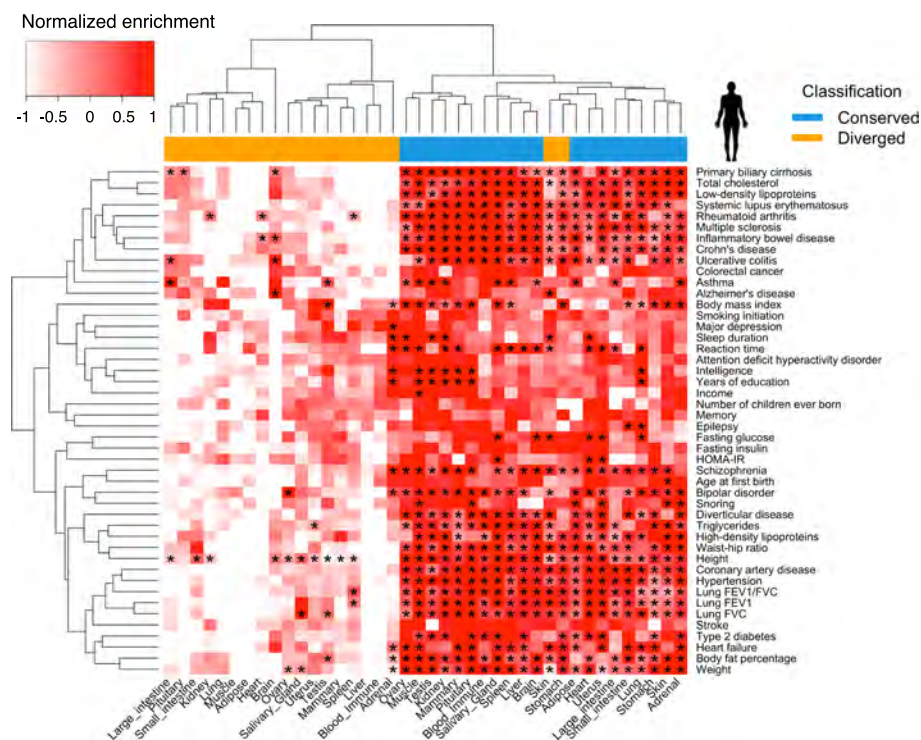 Normalized enrichment
-1 -0.5 0 0.5 1
Classification
Conserved
Diverged
Primary biliary cirrhosis
Total cholesterol
Low-density lipoproteins
Systemic lupus erythematosus
Rheumatoid arthritis
Multiple sclerosis
Inflammatory bowel disease
Crohn's disease
Ulcerative colitis
Colorectal cancer
Asthma
Alzheimer's disease
Body mass index
Smoking initiation
Major depression
Sleep duration
Reaction time
Attention deficit hyperactivity disorder
Intelligence
Years of education
Income
Number of children ever born
Memory
Epilepsy
Fasting glucose
Fasting insulin
HOMA-IR
Schizophrenia
Age at first birth
Bipolar disorder
Snoring
Diverticular disease
Triglycerides
High-density lipoproteins
Waist-hip ratio
Height
Coronary artery disease
Hypertension
Lung FEV1/FVC
Lung FEV1
Lung FVC
Stroke
Type 2 diabetes
Heart failure
Body fat percentage
Weight
Large_intestine
Pituitary
Small_intestine
Kidney
Lung
Muscle
Adipose
Heart
Brain
Ovary
Salivary_Gland
Uterus
Testis
Mammary
Spleen
Liver
Blood_Immune
Adrenal
Ovary
Muscle
Testis
Kidney
Mammary
Pituitary
Blood_Immune
Salivary_Gland
Spleen
Liver
Brain
Skin
Stomach
Adipose
Heart
Uterus
Large_intestine
Small_intestine
Lung
Stomach
Skin
Adrenal